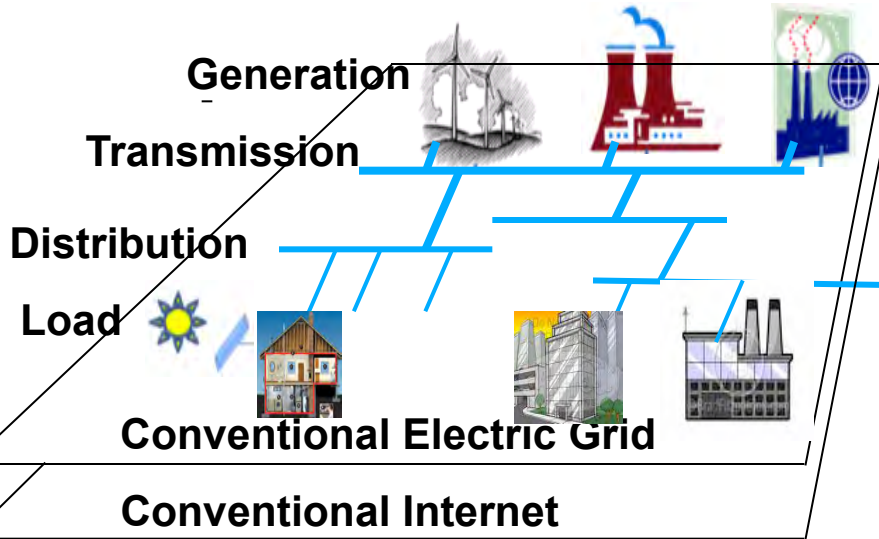 Generation
Transmission
Distribution
Load
Conventional Electric Grid
Conventional Internet